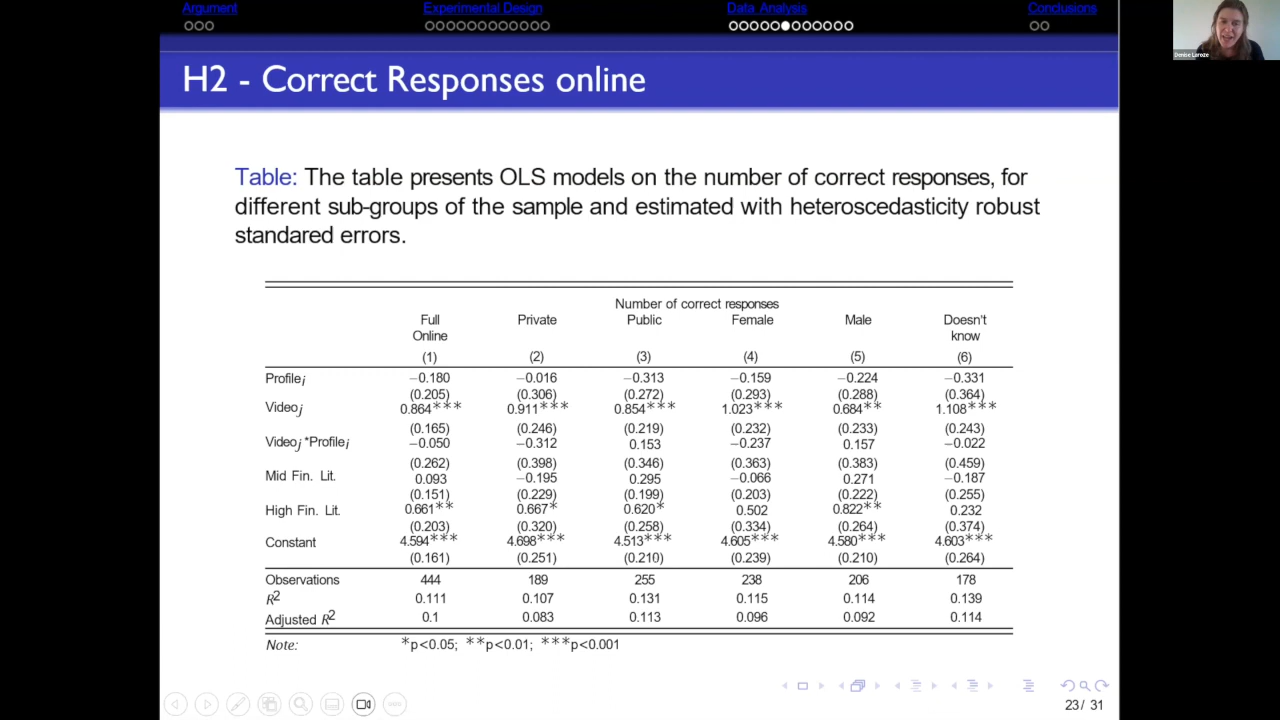 Argument Experimental Design Data Analysis Conclusions
Denise Laroze
H2 - Correct Responses online
Table: The table presents OLS models on the number of correct responses, for
different sub-groups of the sample and estimated with heteroscedasticity robust
standared errors.
Number of correct responses
Full Private Public Female Male Doesn't
Online know
(1) (2) (3) (4) (5) (6)
Profilei −0.180 −0.016 −0.313 −0.159 −0.224 −0.331
(0.205) (0.306) (0.272) (0.293) (0.288) (0.364)
Videoj 0.864*** 0.911*** 0.854*** 1.023*** 0.684** 1.108***
(0.165) (0.246) (0.219) (0.232) (0.233) (0.243)
Videoj *Profilei −0.050 −0.312 0.153 −0.237 0.157 −0.022
(0.262) (0.398) (0.346) (0.363) (0.383) (0.459)
Mid Fin. Lit. 0.093 −0.195 0.295 −0.066 0.271 −0.187
(0.151) (0.229) (0.199) (0.203) (0.222) (0.255)
High Fin. Lit. 0.661** 0.667* 0.620* 0.502 0.822** 0.232
(0.203) (0.320) (0.258) (0.334) (0.264) (0.374)
Constant 4.594*** 4.698*** 4.513*** 4.605*** 4.580*** 4.603***
(0.161) (0.251) (0.210) (0.239) (0.210) (0.264)
Observations 444 189 255 238 206 178
R2 0.111 0.107 0.131 0.115 0.114 0.139
Adjusted R2 0.1 0.083 0.113 0.096 0.092 0.114
Note: *p<0.05; **p<0.01; ***p<0.001
23/ 31